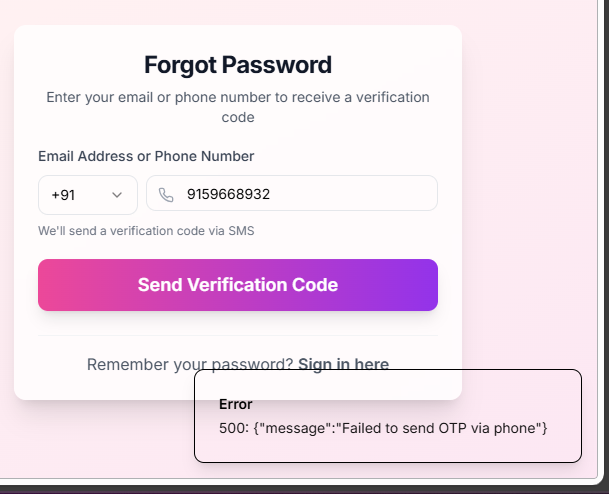 Forgot Password
Enter your email or phone number to receive a verification
code
Email Address or Phone Number
+91
9159668932
We'll send a verification code via SMS
Send Verification Code
Remember your password? Sign in here
Error
500: {"message":"Failed to send OTP via phone"}